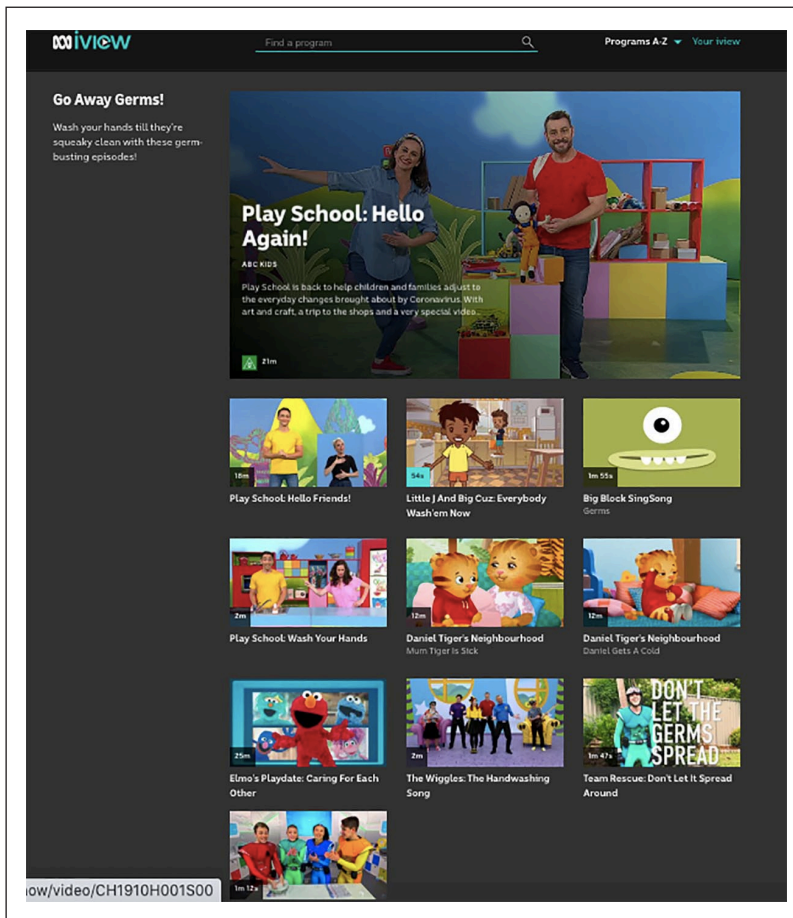 ABC iview
Find a program
Programs A-Z
Your iview
Go Away Germs!
Wash your hands till they're
squeaky clean with these germ-
busting episodes!
Play School: Hello
Again!
ABC KIDS
Play School is back to help children and families adjust to
the everyday changes brought about by Coronavirus. With
art and craft, a trip to the shops and a very special video...
21m
18m
54s
1m 55s
Play School: Hello Friends!
Little J And Big Cuz: Everybody
Wash'em Now
Big Block SingSong
Germs
2m
12m
12m
Play School: Wash Your Hands
Daniel Tiger's Neighbourhood
Mum Tiger Is Sick
Daniel Tiger's Neighbourhood
Daniel Gets A Cold
DON'T
LET THE
GERMS
SPREAD
25m
2m
1m 47s
Elmo's Playdate: Caring For Each
Other
The Wiggles: The Handwashing
Song
Team Rescue: Don't Let It Spread
Around
1m 12s
now/video/CH1910H001S00